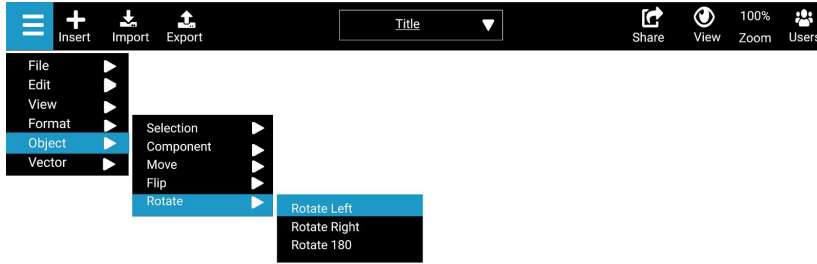 Insert Import Export Title Share View 100% Zoom Users
File
Edit
View
Format
Object
Vector
Selection
Component
Move
Flip
Rotate
Rotate Left
Rotate Right
Rotate 180